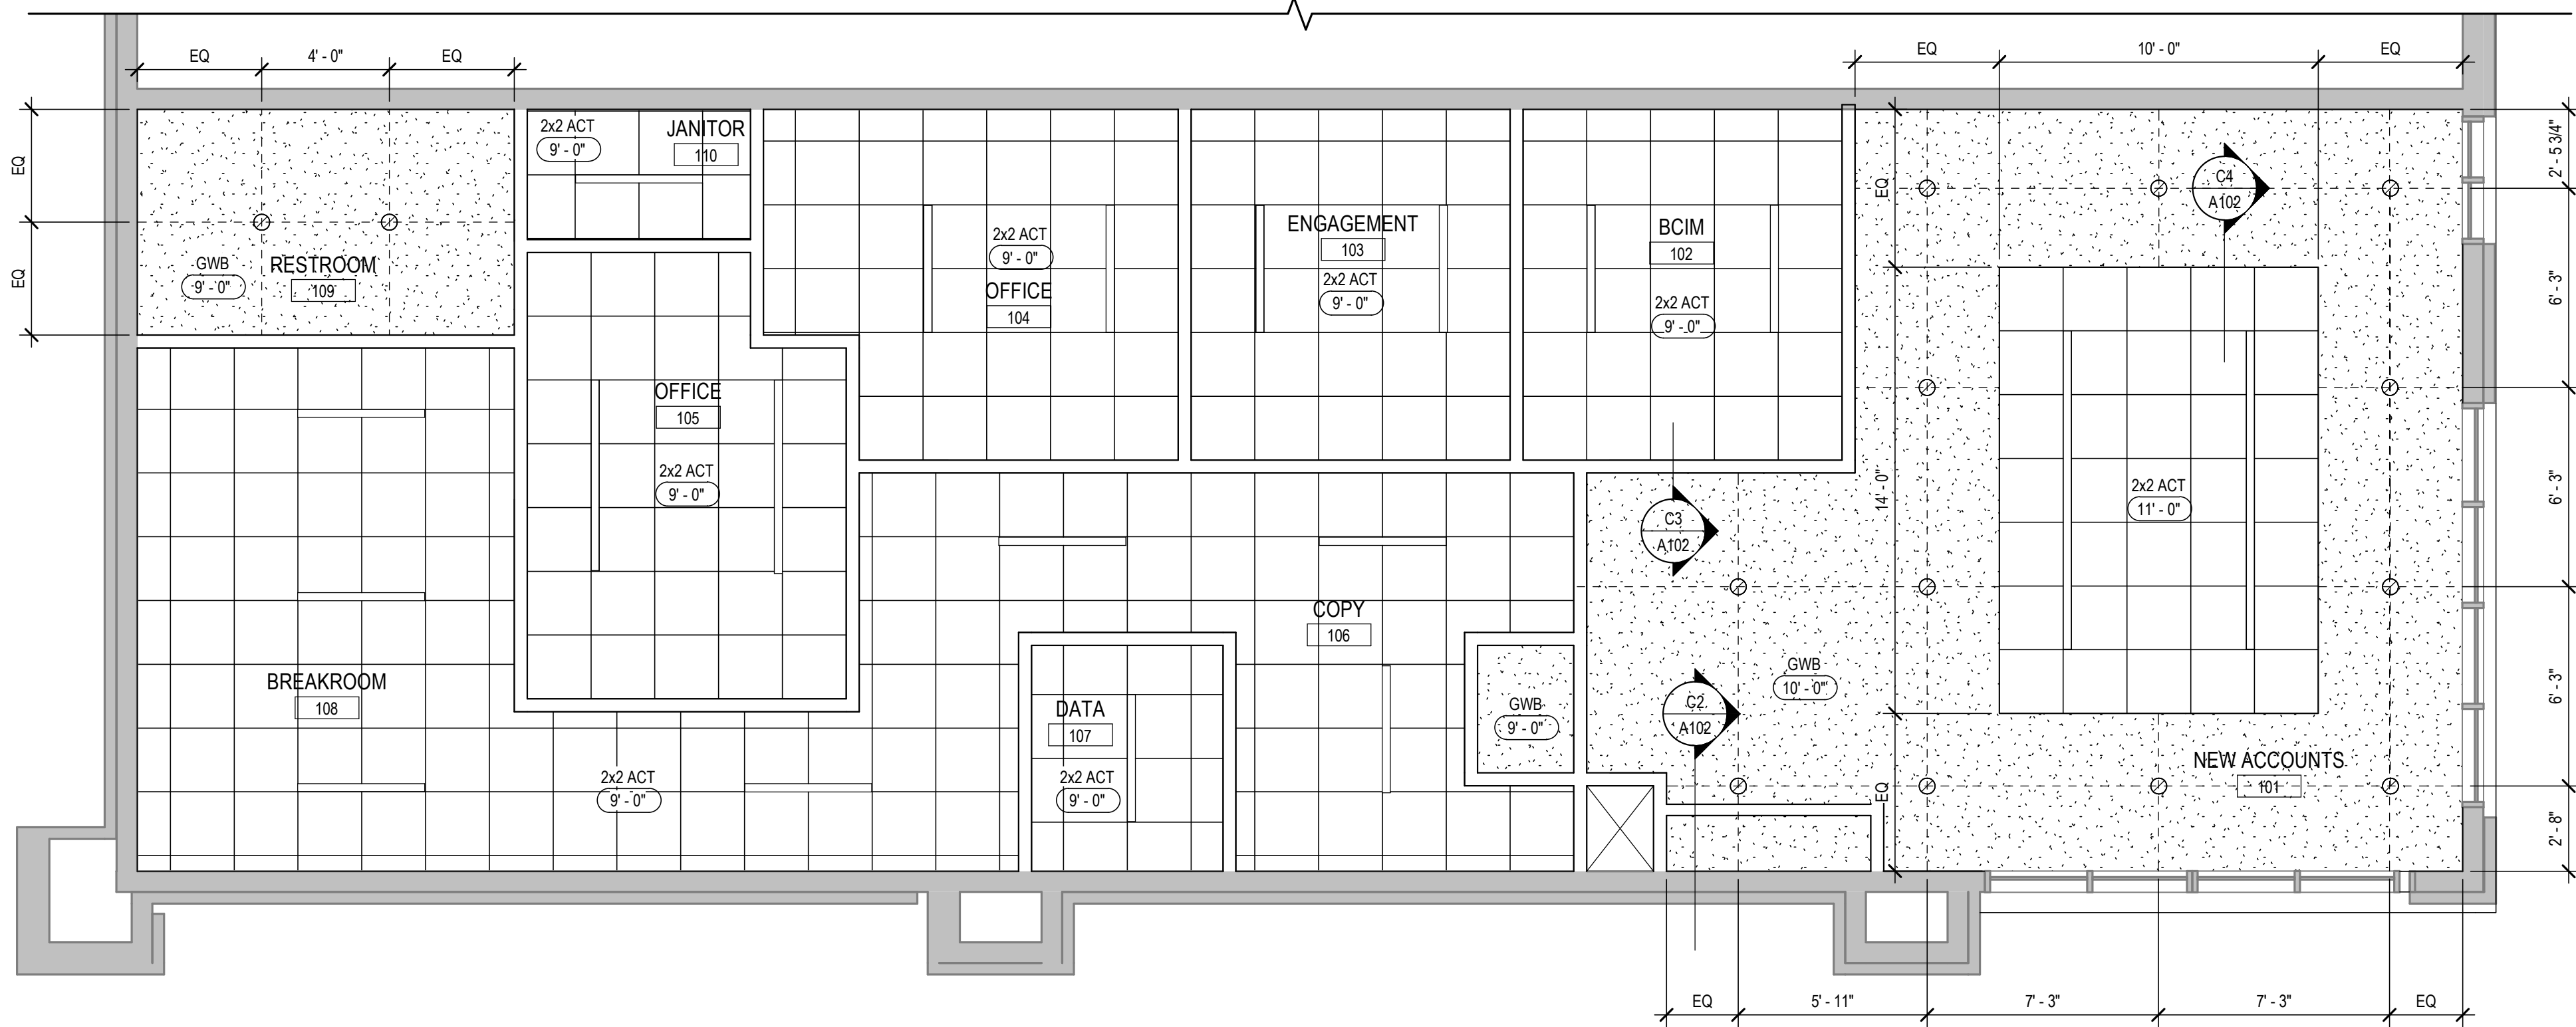 EQ
4' - 0"
EQ
EQ
10' - 0"
EQ
EQ
EQ
2' - 5 3/4"
6' - 3"
6' - 3"
6' - 3"
2' - 8"
2x2 ACT
9' - 0"
JANITOR
110
GWB
9' - 0"
RESTROOM
109
2x2 ACT
9' - 0"
OFFICE
104
ENGAGEMENT
103
2x2 ACT
9' - 0"
BCIM
102
2x2 ACT
9' - 0"
EQ
14' - 0"
EQ
C4
A102
OFFICE
105
2x2 ACT
9' - 0"
2x2 ACT
11' - 0"
C3
A102
COPY
106
BREAKROOM
108
2x2 ACT
9' - 0"
DATA
107
2x2 ACT
9' - 0"
GWB
9' - 0"
C2
A102
GWB
10' - 0"
NEW ACCOUNTS
101
EQ
5' - 11"
7' - 3"
7' - 3"
EQ